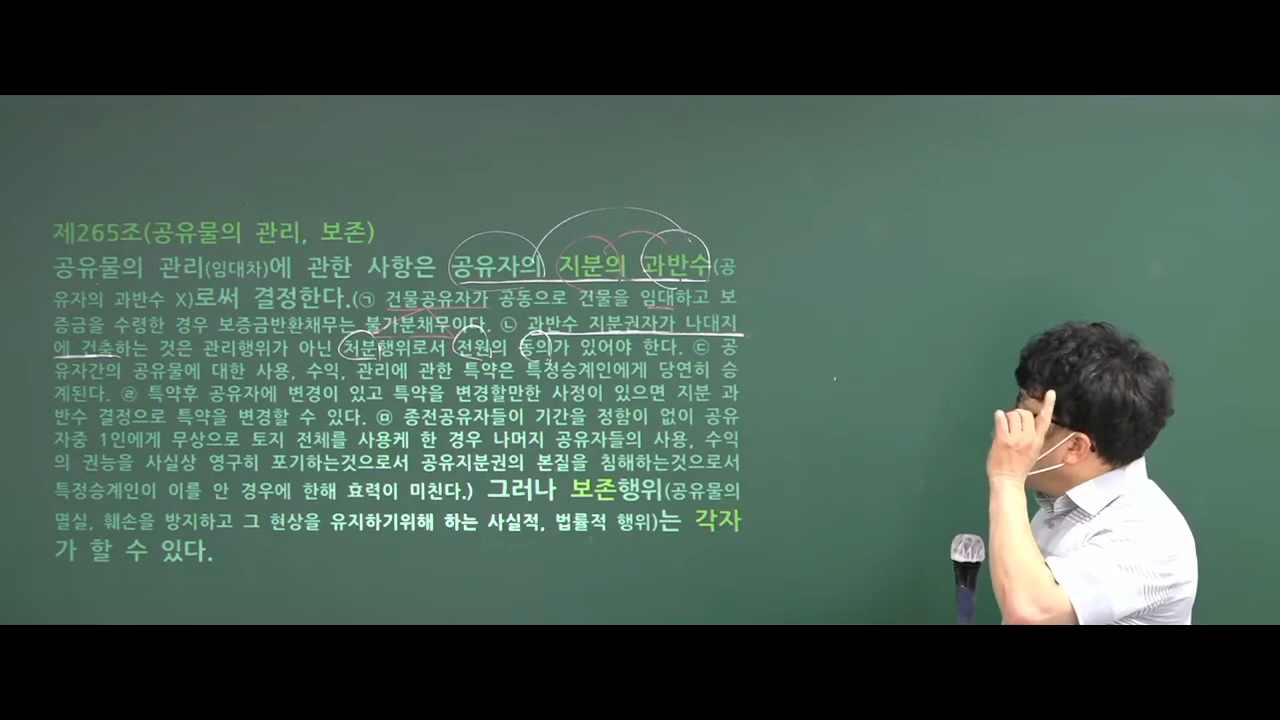 제265조(공유물의 관리, 보존)
공유물의 관리(임대차)에 관한 사항은 공유자의 지분의 과반수(공
유자의 과반수 X)로써 결정한다.(㉠ 건물공유자가 공동으로 건물을 임대하고 보
증금을 수령한 경우 보증금반환채무는 불가분채무이다. ㉡ 과반수 지분권자가 나대지
에 건축하는 것은 관리행위가 아닌 처분행위로서 전원의 동의가 있어야 한다. ㉢ 공
유자간의 공유물에 대한 사용, 수익, 관리에 관한 특약은 특정승계인에게 당연히 승
계된다. ㉣ 특약후 공유자에 변경이 있고 특약을 변경할만한 사정이 있으면 지분 과
반수 결정으로 특약을 변경할 수 있다. ㉤ 종전공유자들이 기간을 정함이 없이 공유
자중 1인에게 무상으로 토지 전체를 사용케 한 경우 나머지 공유자들의 사용, 수익
의 권능을 사실상 영구히 포기하는것으로서 공유지분권의 본질을 침해하는것으로서
특정승계인이 이를 안 경우에 한해 효력이 미친다.) 그러나 보존행위(공유물의
멸실, 훼손을 방지하고 그 현상을 유지하기위해 하는 사실적, 법률적 행위)는 각자
가 할 수 있다.